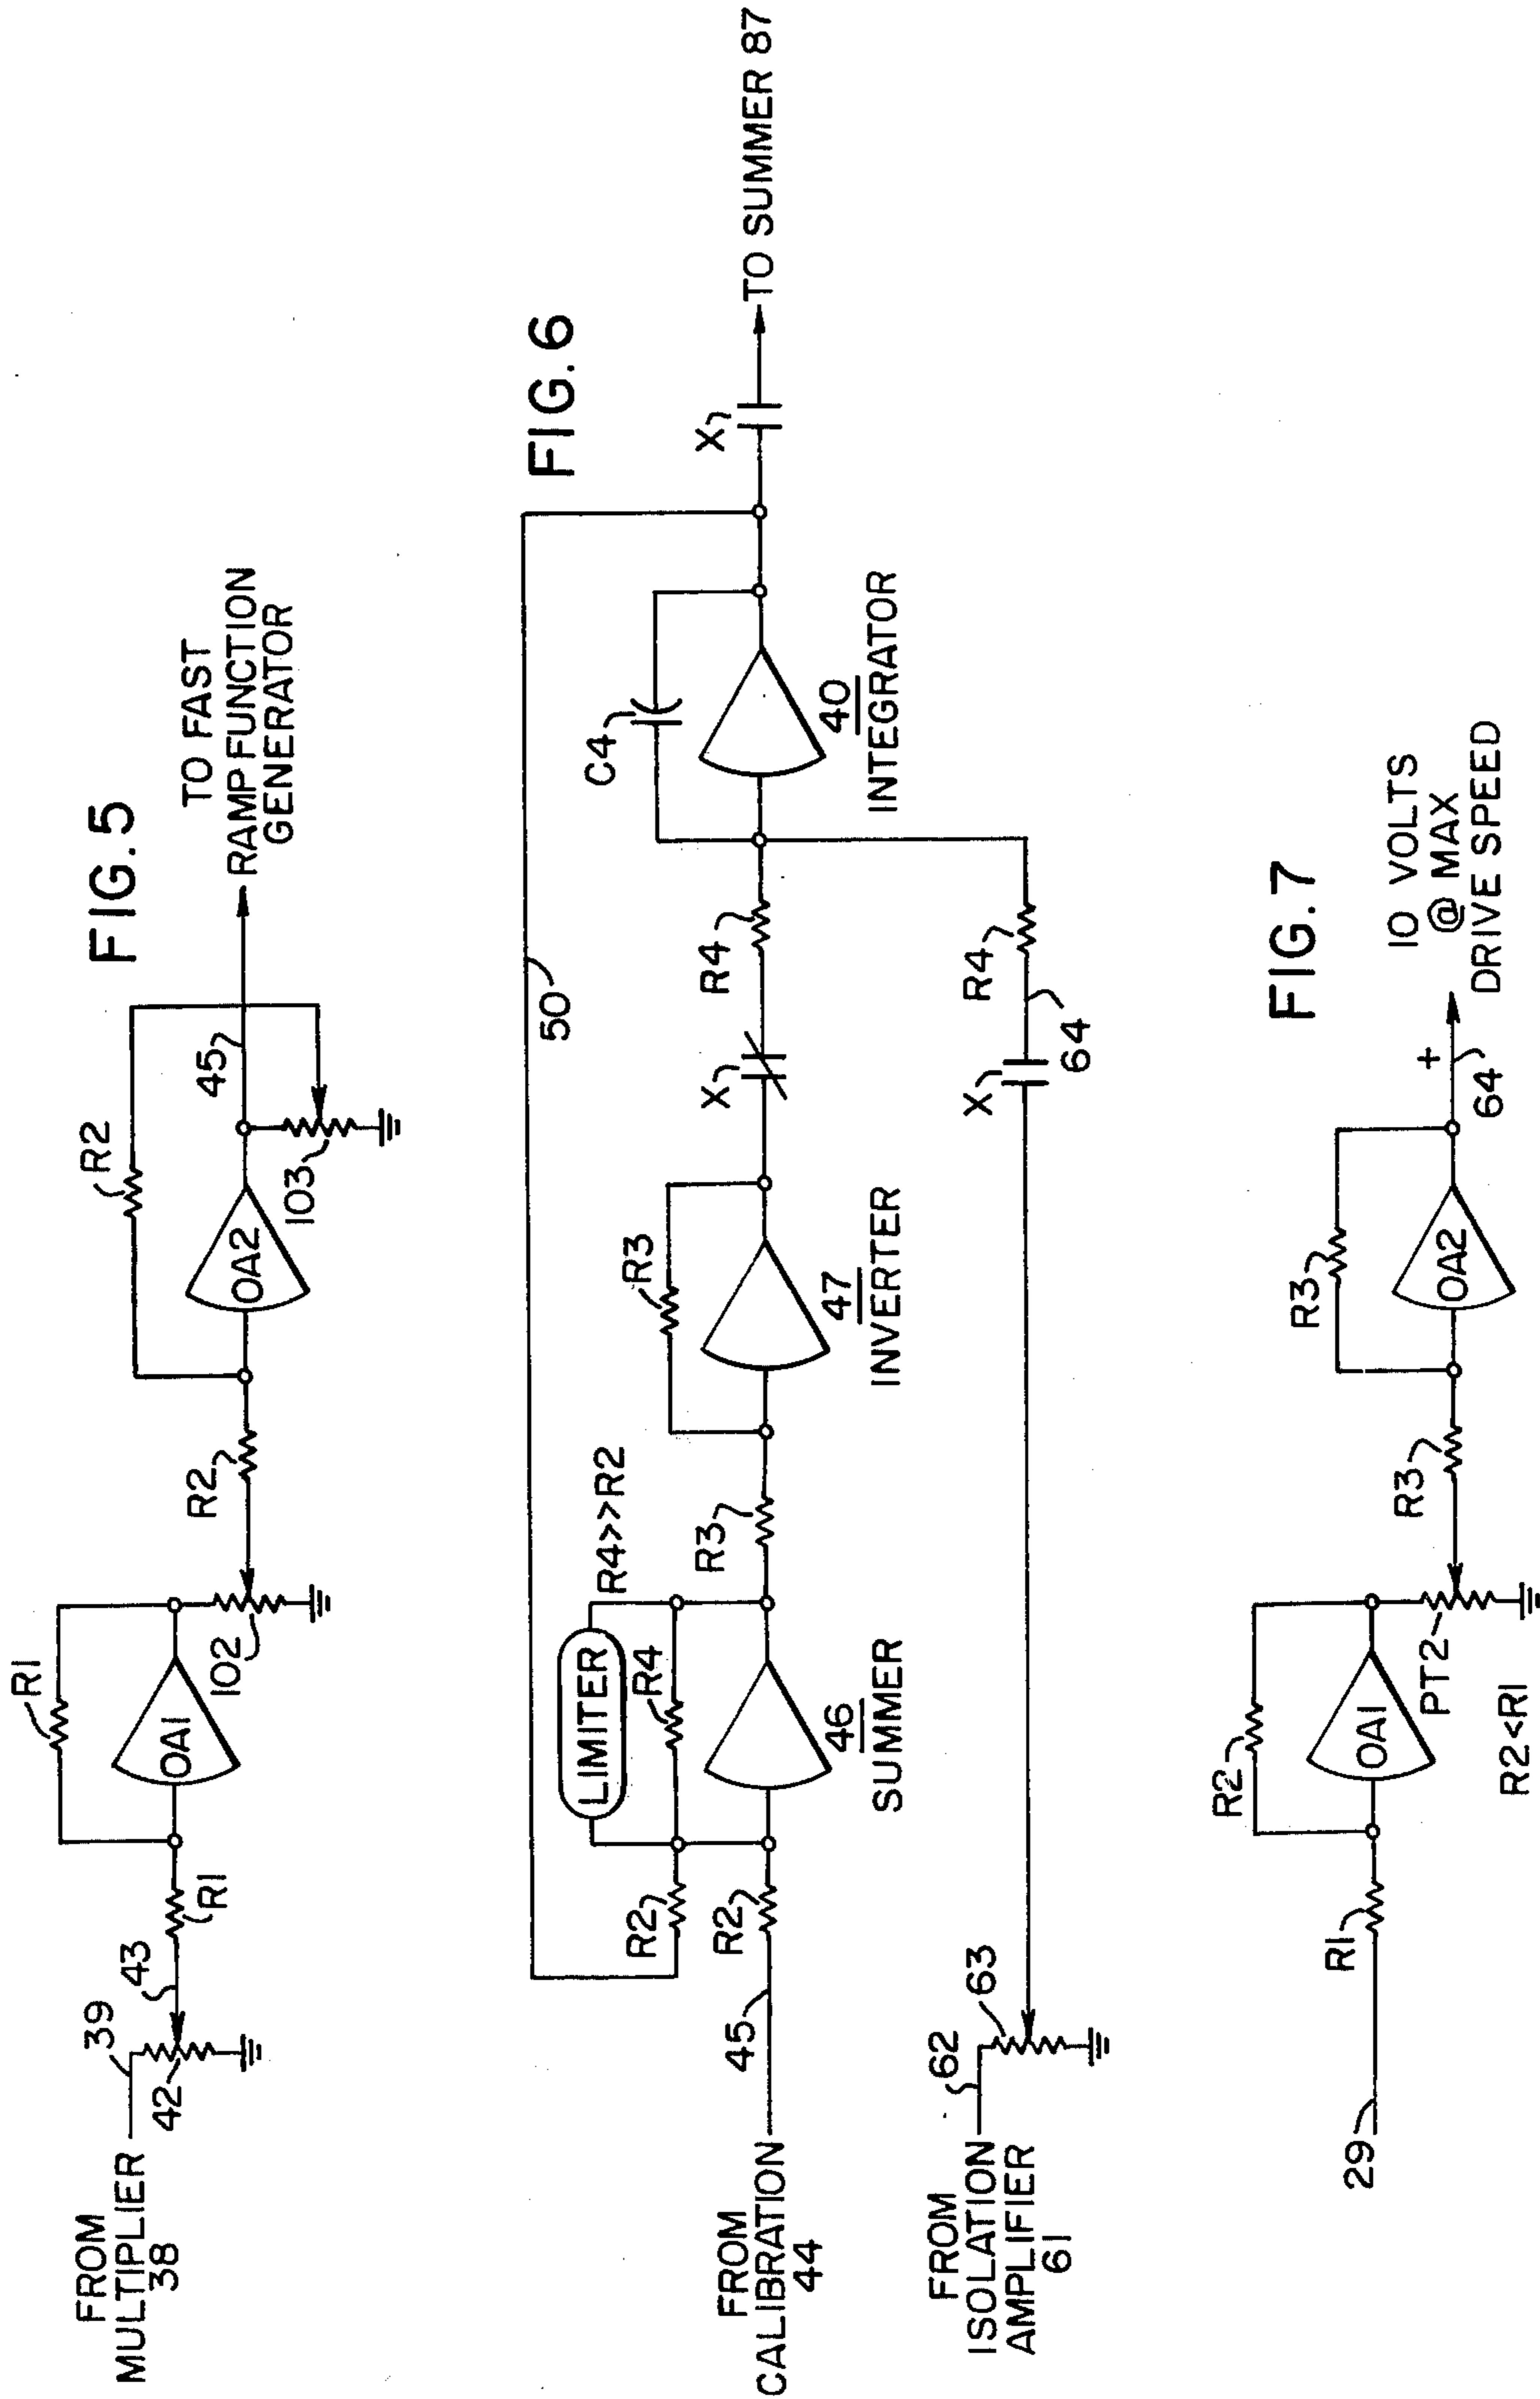 FIG. 5
FROM
MULTIPLIER
38
39
42
43
R1
R1
OA1
102
R2
R2
OA2
45
103
TO FAST
RAMP FUNCTION
GENERATOR
FIG. 6
50
FROM
CALIBRATION
44
45
R2
R2
LIMITER
R4
R4>>R2
46
SUMMER
R3
R3
47
INVERTER
X
R4
C4
40
INTEGRATOR
X
TO SUMMER 87
FROM
ISOLATION
AMPLIFIER
61
62
63
X
64
R4
FIG. 7
29
R1
R2
OA1
PT2
R2<R1
R3
R3
OA2
+
64
10 VOLTS
@ MAX
DRIVE SPEED